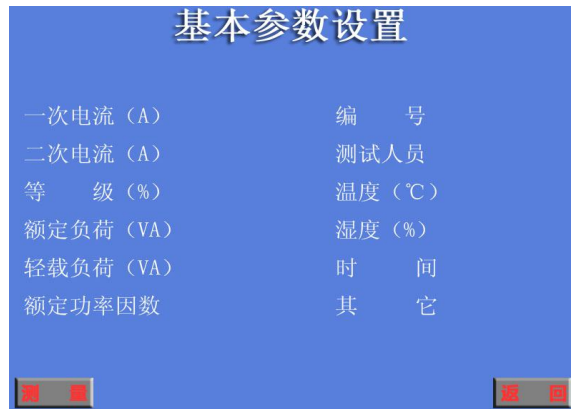 基本参数设置
一次电流（A） 编 号
二次电流（A） 测试人员
等 级（%） 温度（℃）
额定负荷（VA） 湿度（%）
轻载负荷（VA） 时 间
额定功率因数 其 它
测 量 返 回